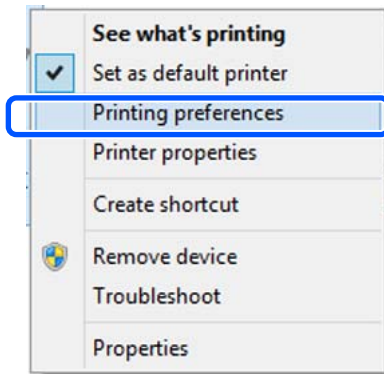 See what's printing
Set as default printer
Printing preferences
Printer properties
Create shortcut
Remove device
Troubleshoot
Properties